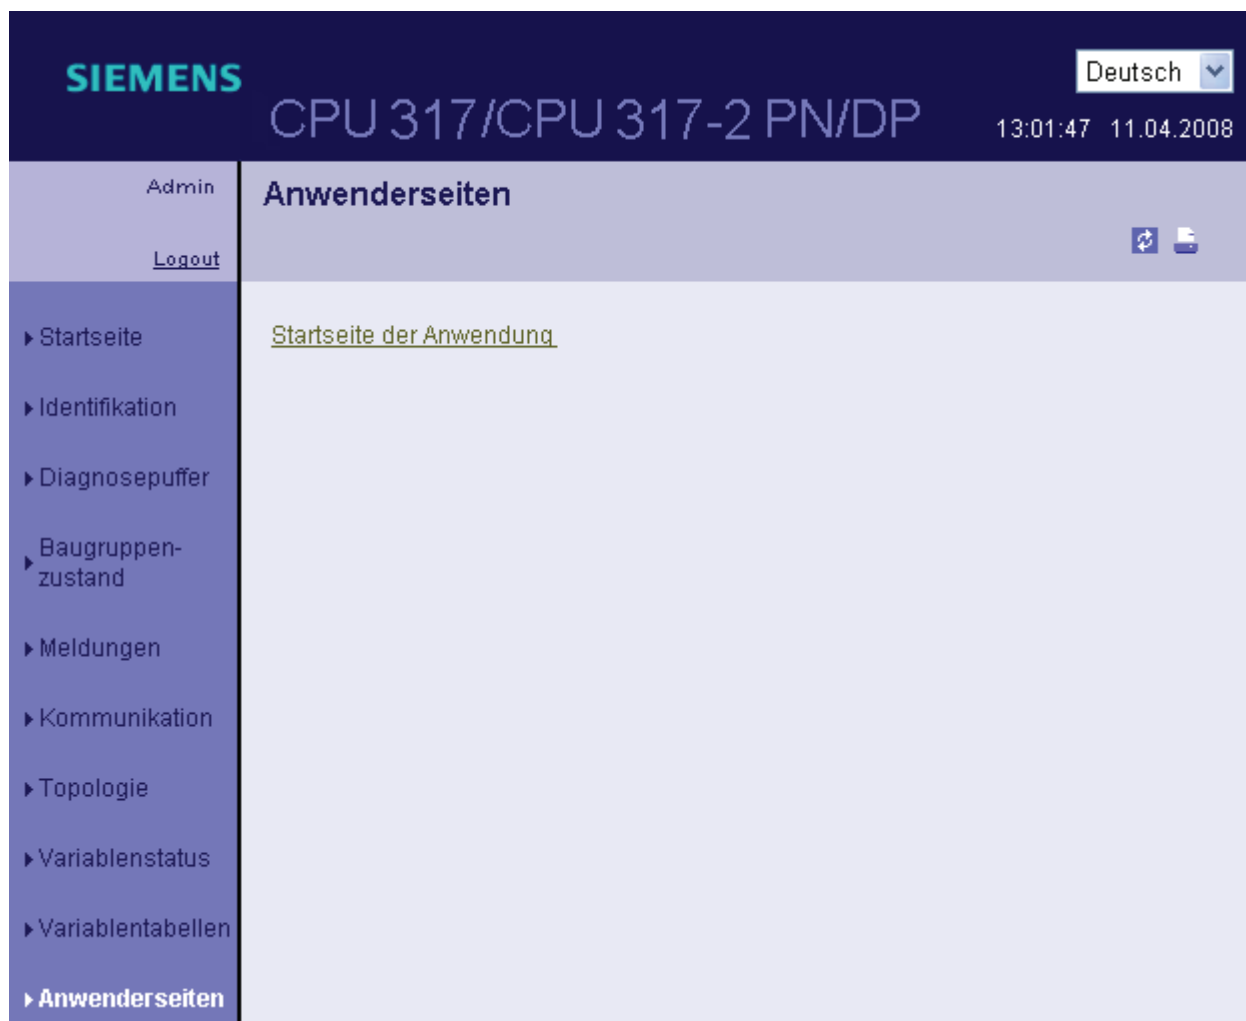 SIEMENS
Deutsch
CPU 317/CPU 317-2 PN/DP
13:01:47 11.04.2008
Admin
Anwenderseiten
Logout
Startseite
Startseite der Anwendung
Identifikation
Diagnosepuffer
Baugruppen-
zustand
Meldungen
Kommunikation
Topologie
Variablenstatus
Variablentabellen
Anwenderseiten